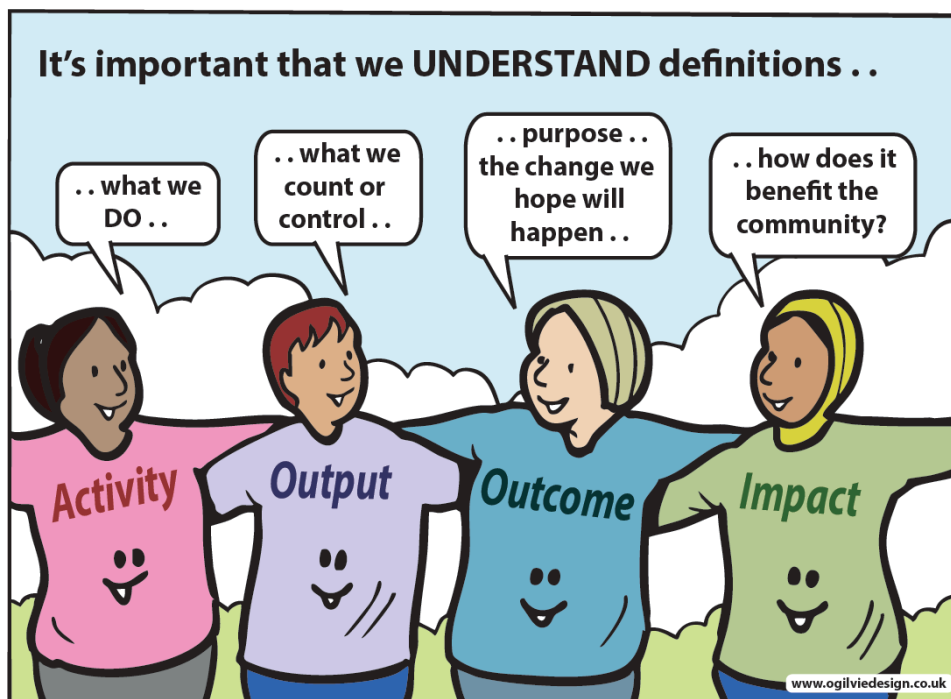 It's important that we UNDERSTAND definitions . .
. . what we
DO . .
. . what we
count or
control . .
. . purpose . .
the change we
hope will
happen . .
. . how does it
benefit the
community?
Activity
Output
Outcome
Impact
www.ogilviedesign.co.uk